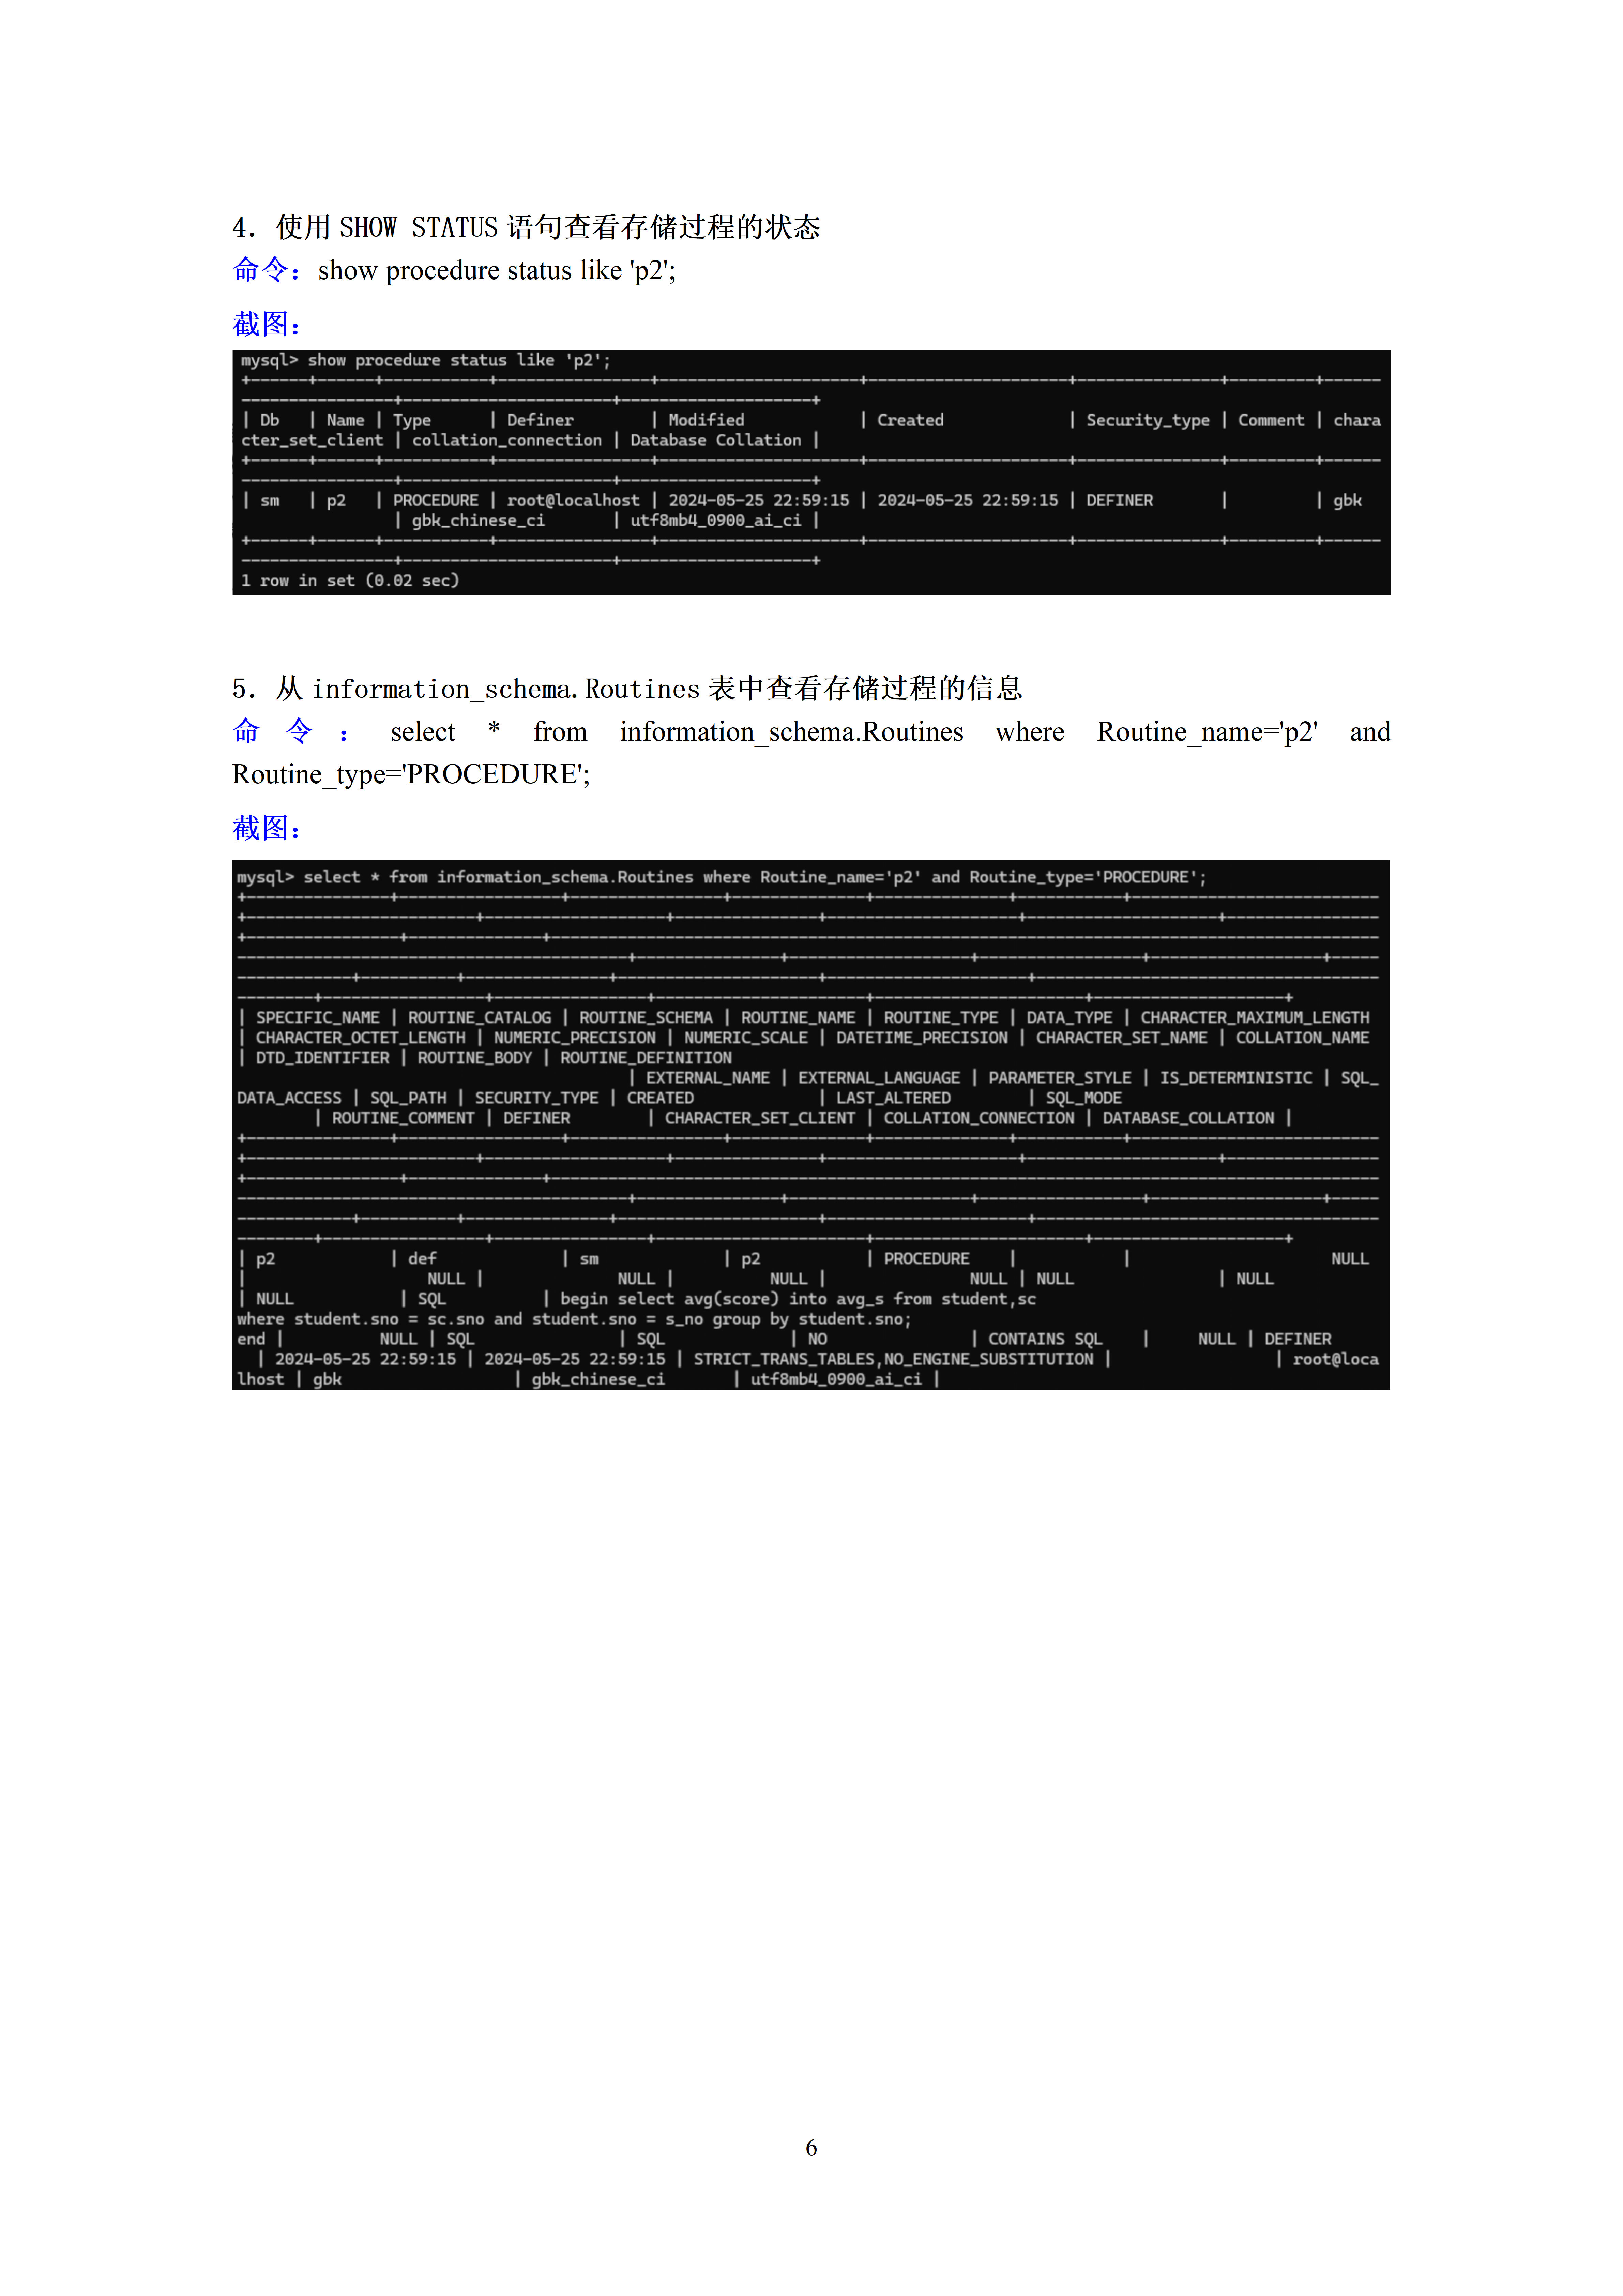 4. 使用 SHOW STATUS 语句查看存储过程的状态
命令：show procedure status like 'p2';
截图：
mysql> show procedure status like 'p2';
| Db | Name | Type | Definer | Modified | Created | Security_type | Comment | chara
cter_set_client | collation_connection | Database Collation |
| sm | p2 | PROCEDURE | root@localhost | 2024-05-25 22:59:15 | 2024-05-25 22:59:15 | DEFINER | | gbk
| gbk_chinese_ci | utf8mb4_0900_ai_ci |
1 row in set (0.02 sec)
5. 从 information_schema.Routines 表中查看存储过程的信息
命令：select * from information_schema.Routines where Routine_name='p2' and
Routine_type='PROCEDURE';
截图：
mysql> select * from information_schema.Routines where Routine_name='p2' and Routine_type='PROCEDURE';
| SPECIFIC_NAME | ROUTINE_CATALOG | ROUTINE_SCHEMA | ROUTINE_NAME | ROUTINE_TYPE | DATA_TYPE | CHARACTER_MAXIMUM_LENGTH
| CHARACTER_OCTET_LENGTH | NUMERIC_PRECISION | NUMERIC_SCALE | DATETIME_PRECISION | CHARACTER_SET_NAME | COLLATION_NAME
| DTD_IDENTIFIER | ROUTINE_BODY | ROUTINE_DEFINITION
| EXTERNAL_NAME | EXTERNAL_LANGUAGE | PARAMETER_STYLE | IS_DETERMINISTIC | SQL_
DATA_ACCESS | SQL_PATH | SECURITY_TYPE | CREATED | LAST_ALTERED | SQL_MODE
| ROUTINE_COMMENT | DEFINER | CHARACTER_SET_CLIENT | COLLATION_CONNECTION | DATABASE_COLLATION |
| p2 | def | sm | p2 | PROCEDURE | | NULL
| NULL | NULL | NULL | NULL | NULL | NULL
| NULL | SQL | begin select avg(score) into avg_s from student,sc
where student.sno = sc.sno and student.sno = s_no group by student.sno;
end | NULL | SQL | SQL | NO | CONTAINS SQL | NULL | DEFINER
| 2024-05-25 22:59:15 | 2024-05-25 22:59:15 | STRICT_TRANS_TABLES,NO_ENGINE_SUBSTITUTION | | root@loca
lhost | gbk | gbk_chinese_ci | utf8mb4_0900_ai_ci |
6